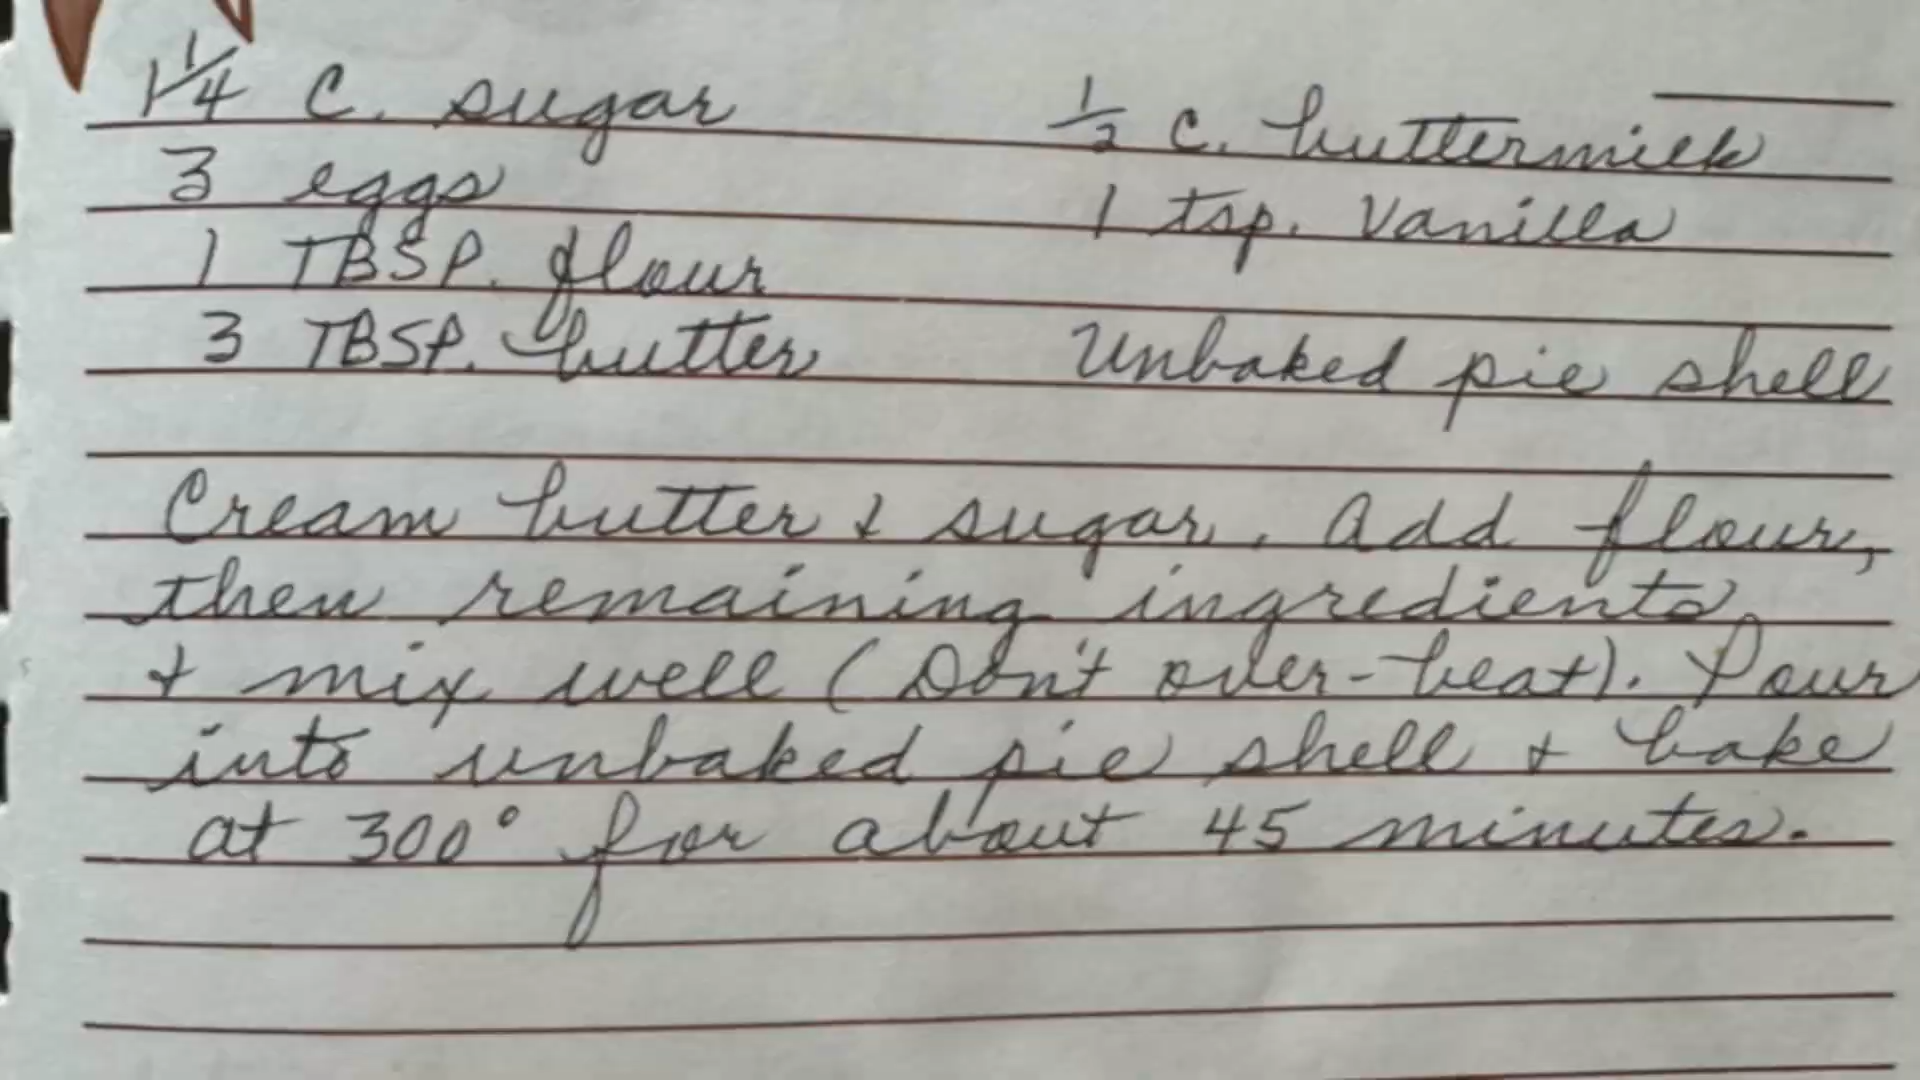 1 1/4 C. sugar
1/2 C. buttermilk
3 eggs
1 tsp. Vanilla
1 TBSP. flour
3 TBSP. butter
Unbaked pie shell
Cream butter & sugar. Add flour,
then remaining ingredients
& mix well (Don't over-beat). Pour
into unbaked pie shell & bake
at 300° for about 45 minutes.